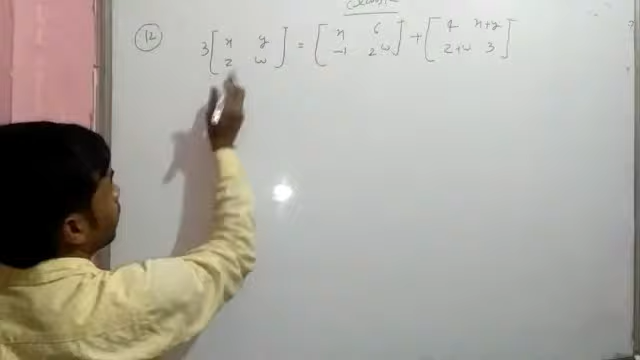 (12) 3 [ x y ] = [ x 6 ] + [ 4 x+y ]
[ z w ] [ -1 2w ] [ z+w 3 ]